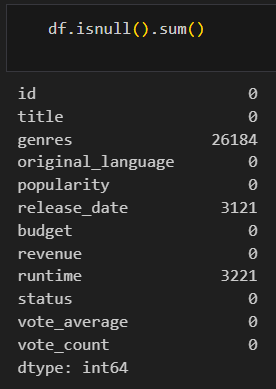 df.isnull().sum()
id 0
title 0
genres 26184
original_language 0
popularity 0
release_date 3121
budget 0
revenue 0
runtime 3221
status 0
vote_average 0
vote_count 0
dtype: int64